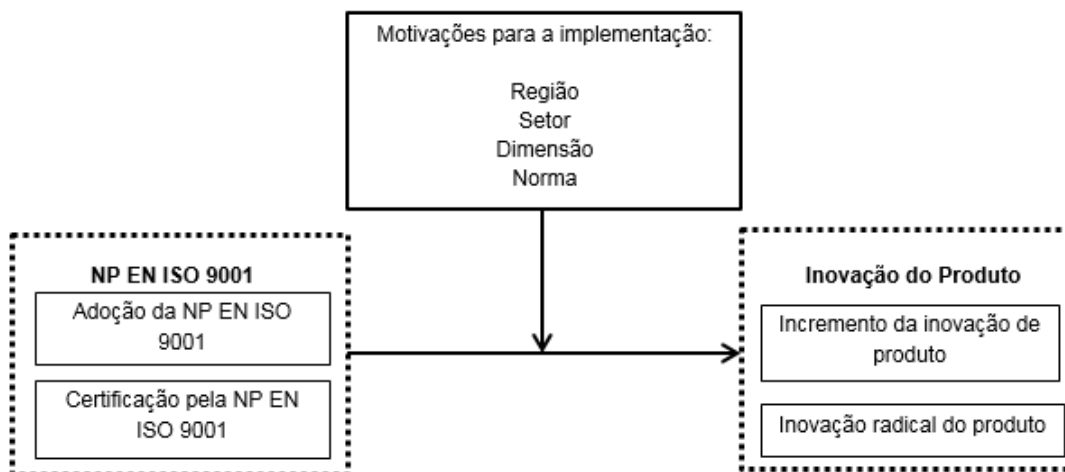 Motivações para a implementação:
Região
Setor
Dimensão
Norma
NP EN ISO 9001
Adoção da NP EN ISO
9001
Certificação pela NP EN
ISO 9001
Inovação do Produto
Incremento da inovação de
produto
Inovação radical do produto